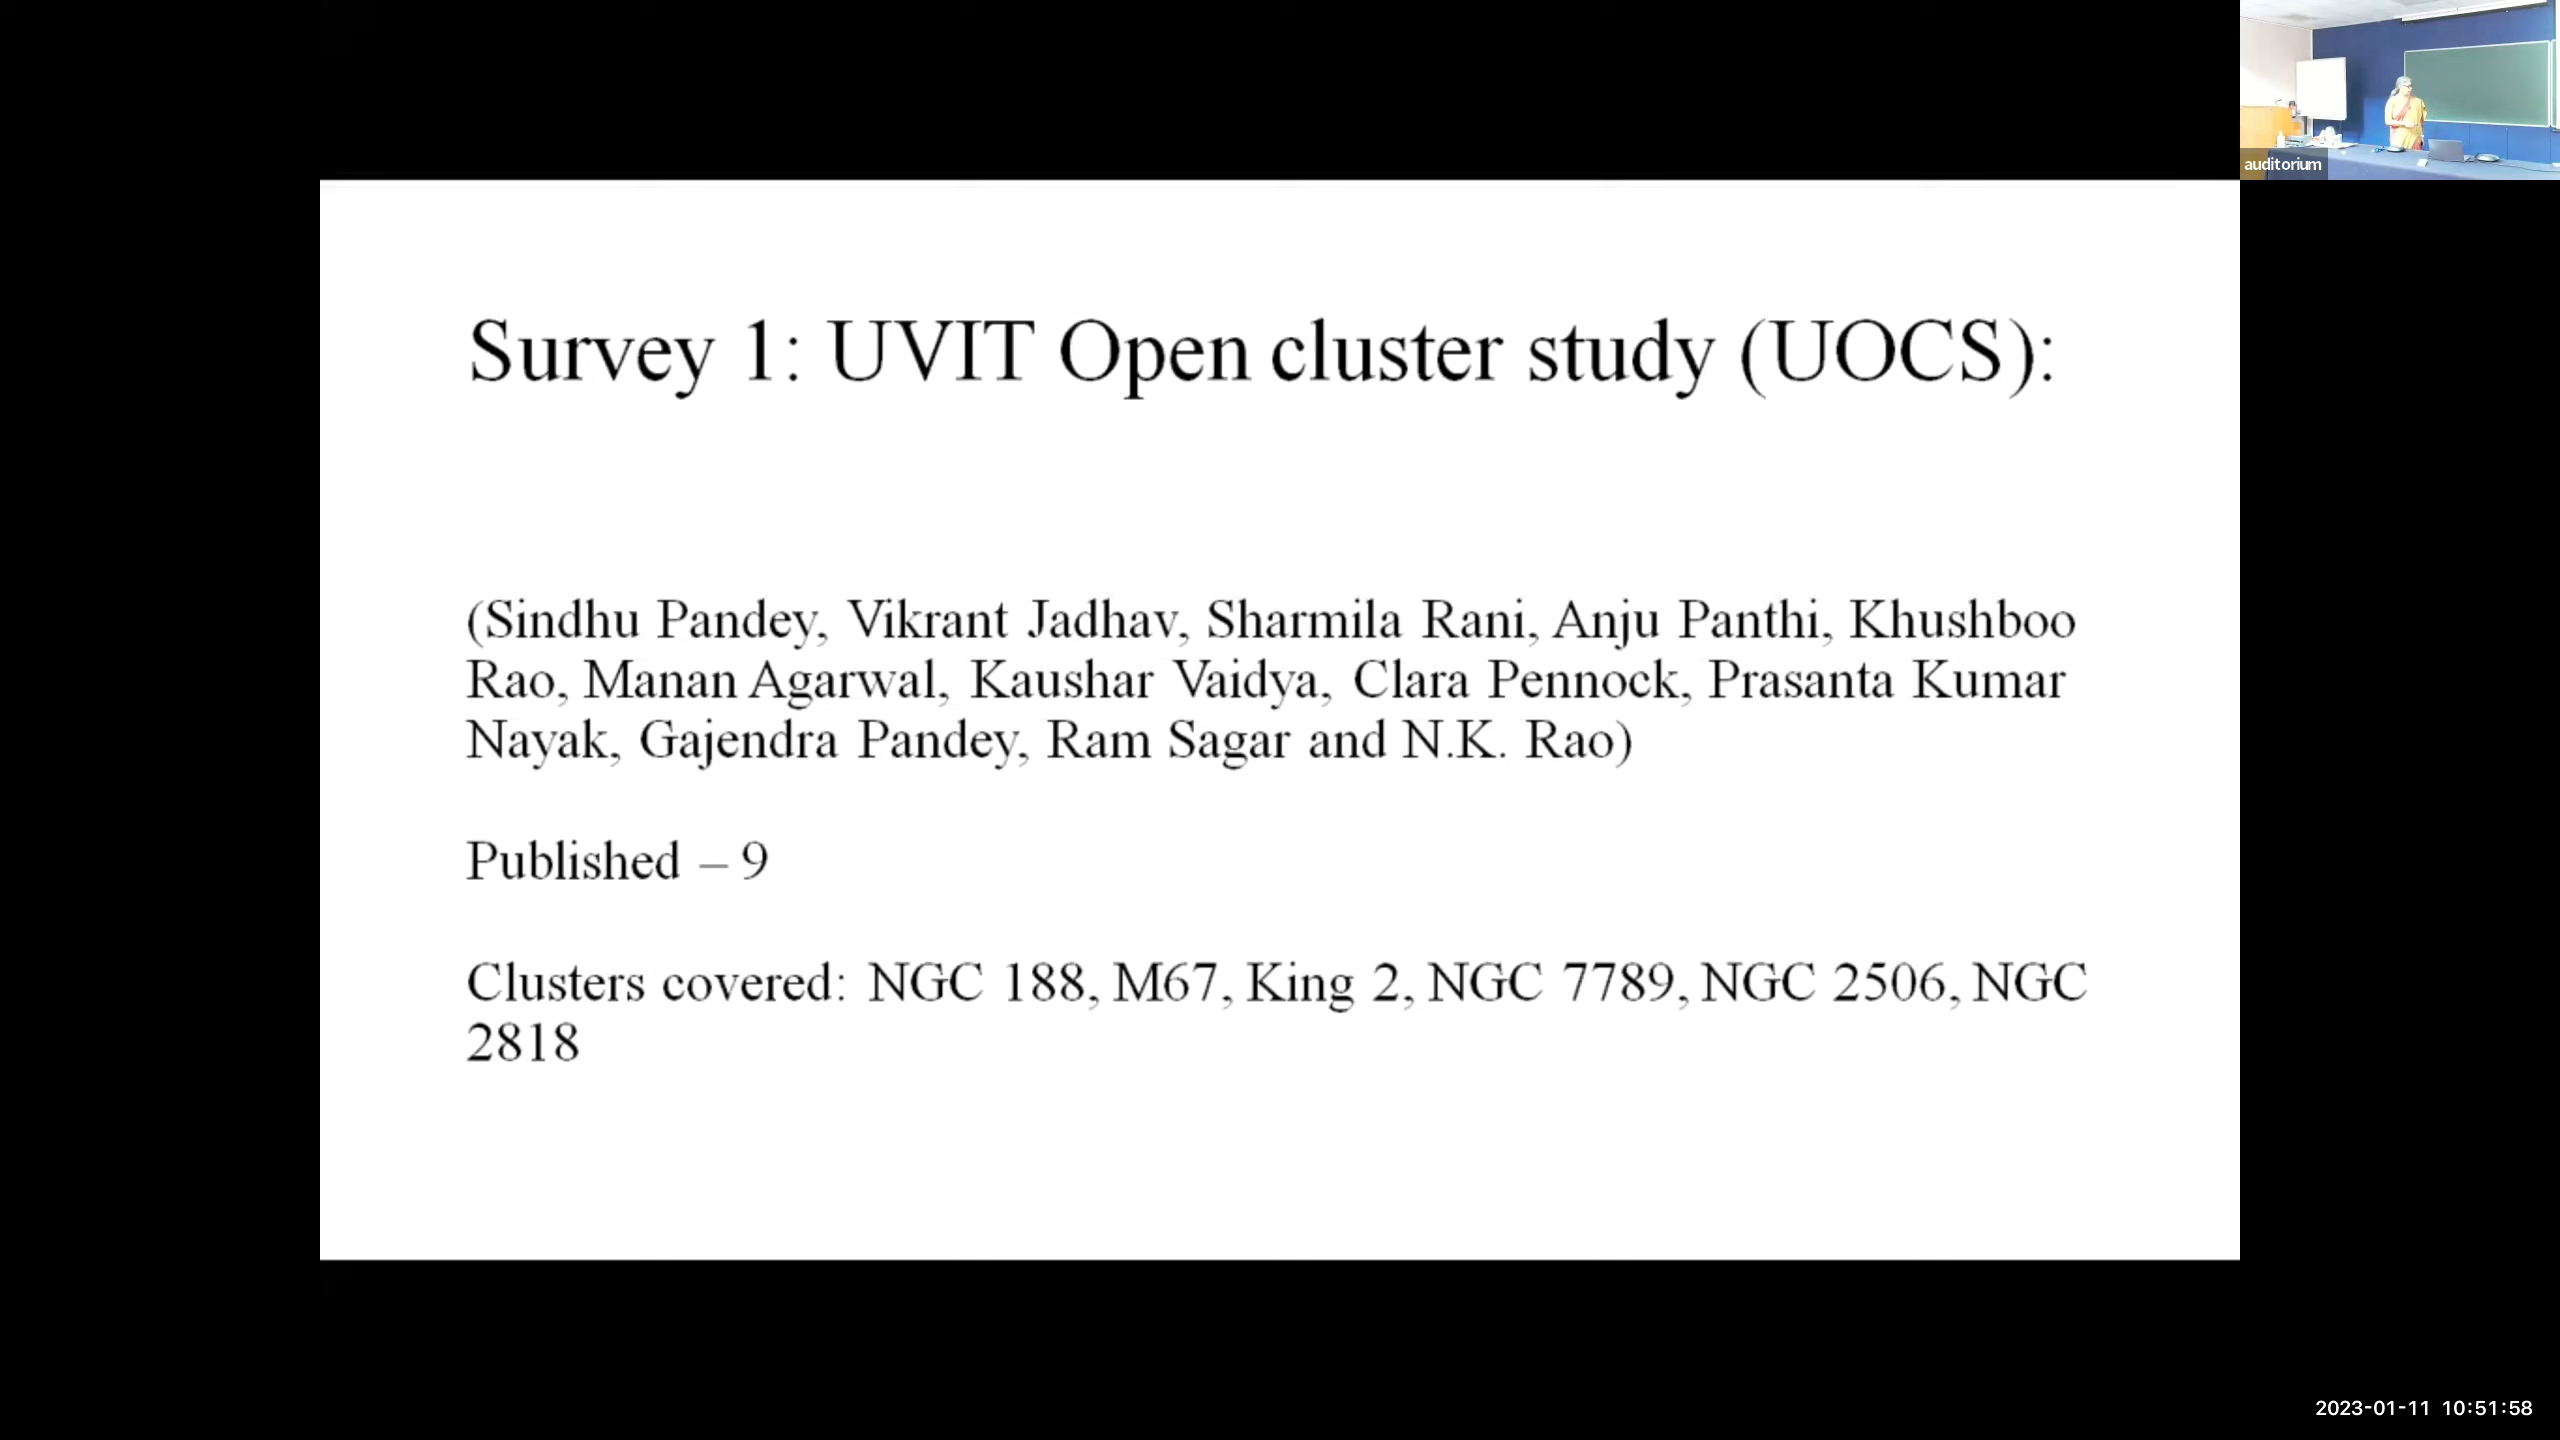 auditorium
Survey 1: UVIT Open cluster study (UOCS):
(Sindhu Pandey, Vikrant Jadhav, Sharmila Rani, Anju Panthi, Khushboo
Rao, Manan Agarwal, Kaushar Vaidya, Clara Pennock, Prasanta Kumar
Nayak, Gajendra Pandey, Ram Sagar and N.K. Rao)
Published – 9
Clusters covered: NGC 188, M67, King 2, NGC 7789, NGC 2506, NGC
2818
2023-01-11 10:51:58